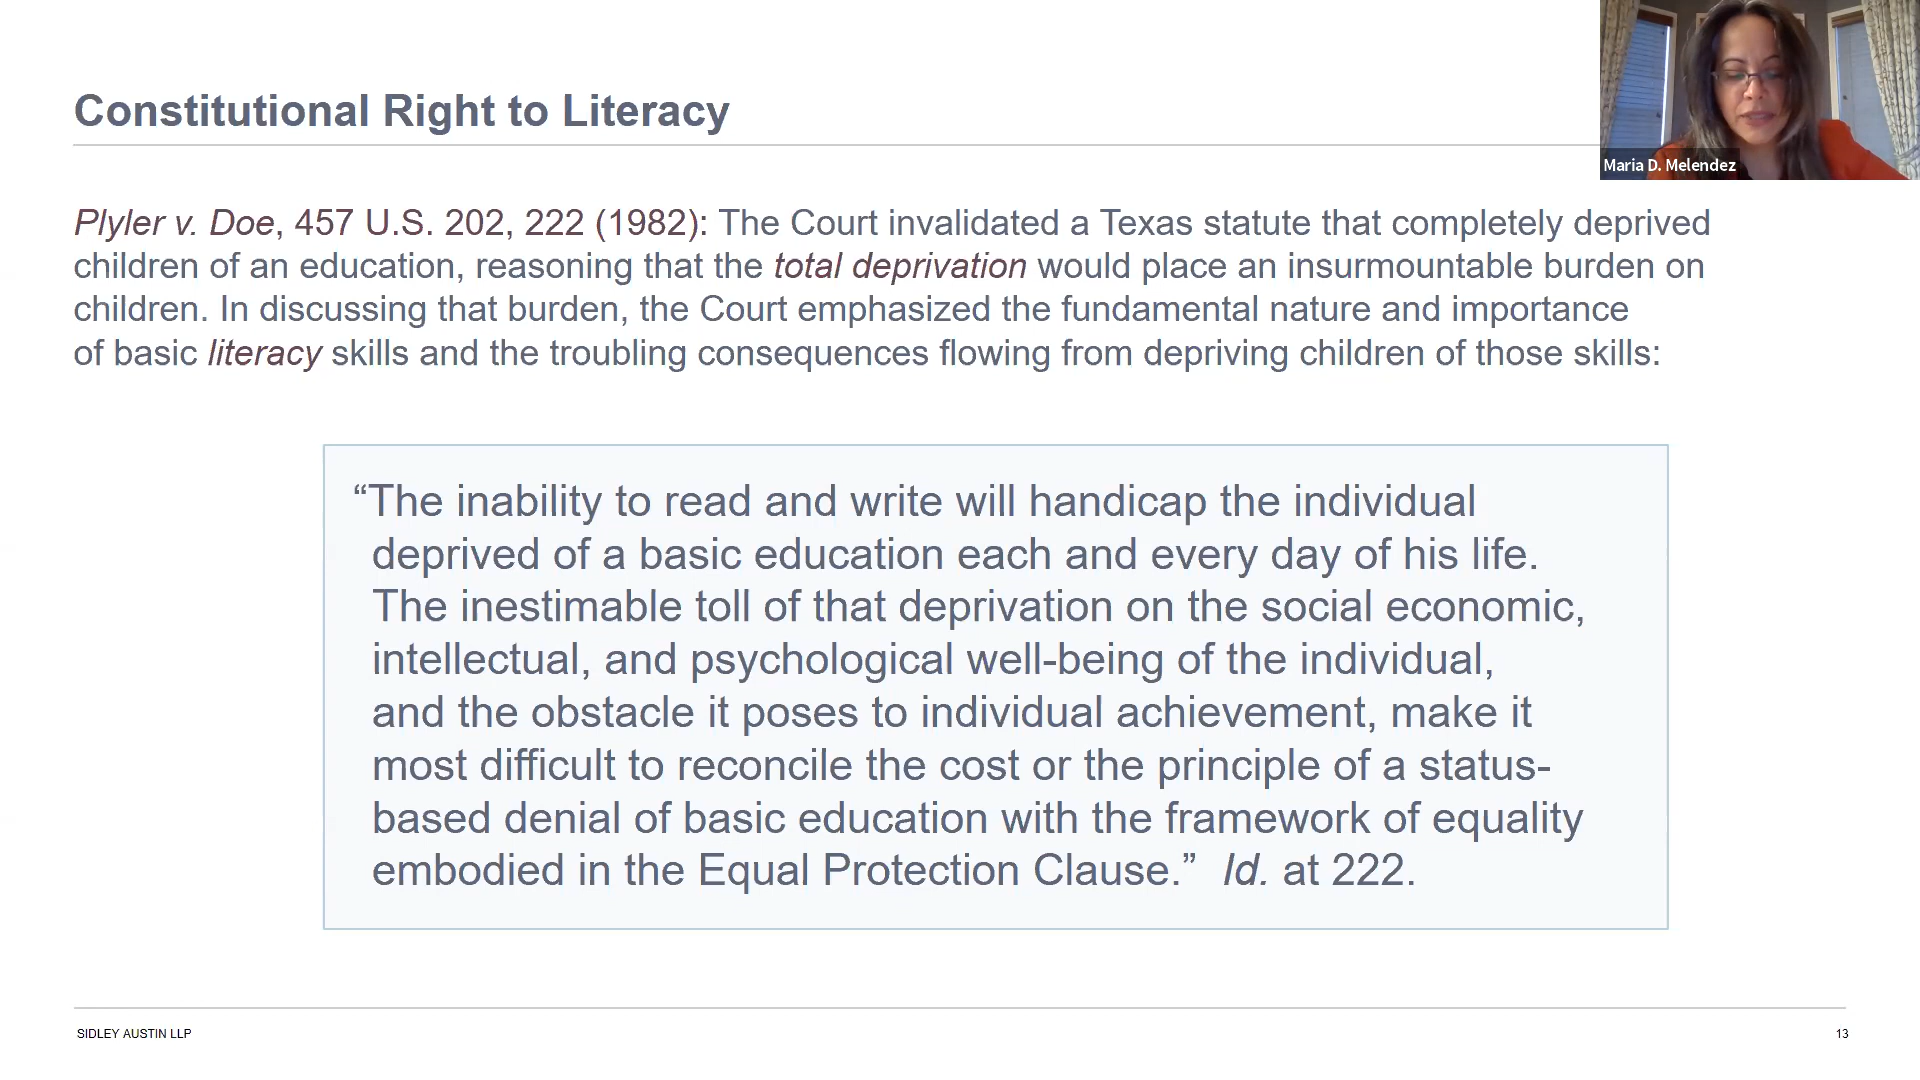 Constitutional Right to Literacy
Maria D. Melendez
Plyler v. Doe, 457 U.S. 202, 222 (1982): The Court invalidated a Texas statute that completely deprived
children of an education, reasoning that the total deprivation would place an insurmountable burden on
children. In discussing that burden, the Court emphasized the fundamental nature and importance
of basic literacy skills and the troubling consequences flowing from depriving children of those skills:
“The inability to read and write will handicap the individual
deprived of a basic education each and every day of his life.
The inestimable toll of that deprivation on the social economic,
intellectual, and psychological well-being of the individual,
and the obstacle it poses to individual achievement, make it
most difficult to reconcile the cost or the principle of a status-
based denial of basic education with the framework of equality
embodied in the Equal Protection Clause.” Id. at 222.
SIDLEY AUSTIN LLP
13